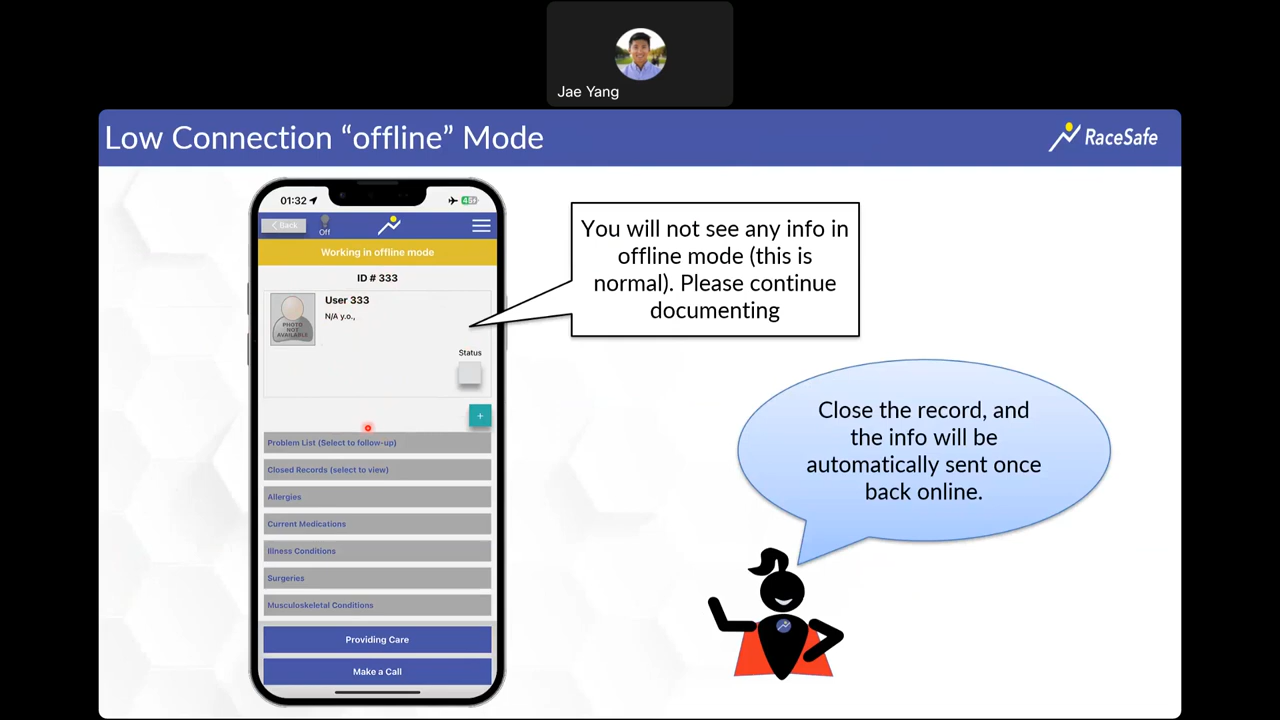 Jae Yang
Low Connection “offline” Mode
RaceSafe
01:32
Back
Off
Working in offline mode
ID # 333
User 333
N/A y.o.,
PHOTO
NOT
AVAILABLE
Status
+
Problem List (Select to follow-up)
Closed Records (select to view)
Allergies
Current Medications
Illness Conditions
Surgeries
Musculoskeletal Conditions
Providing Care
Make a Call
You will not see any info in
offline mode (this is
normal). Please continue
documenting
Close the record, and
the info will be
automatically sent once
back online.